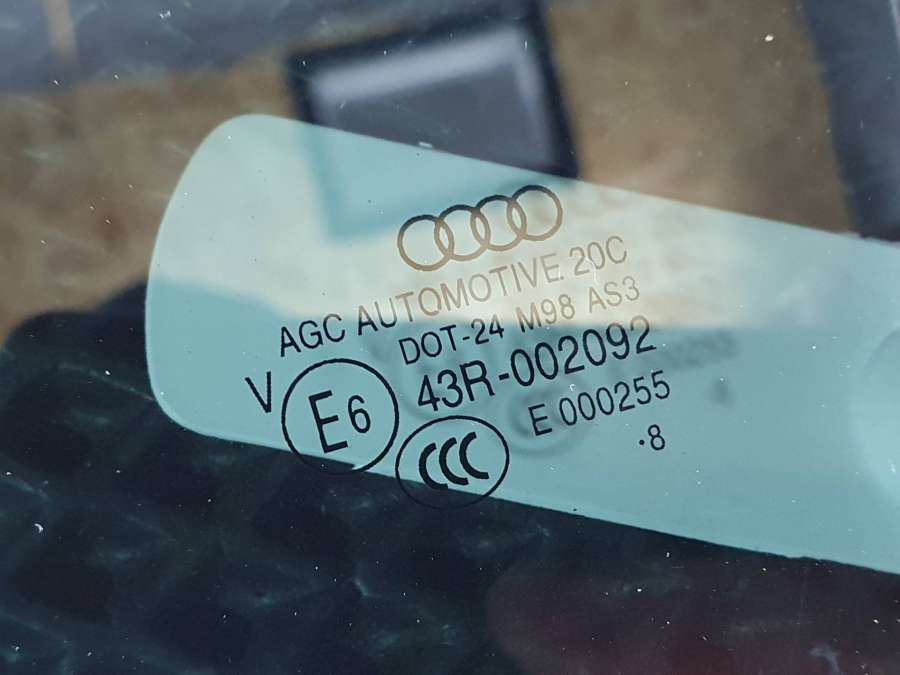 AGC AUTOMOTIVE 20C
DOT-24 M98 AS3
V E6 43R-002092
CCC E 000255
.8